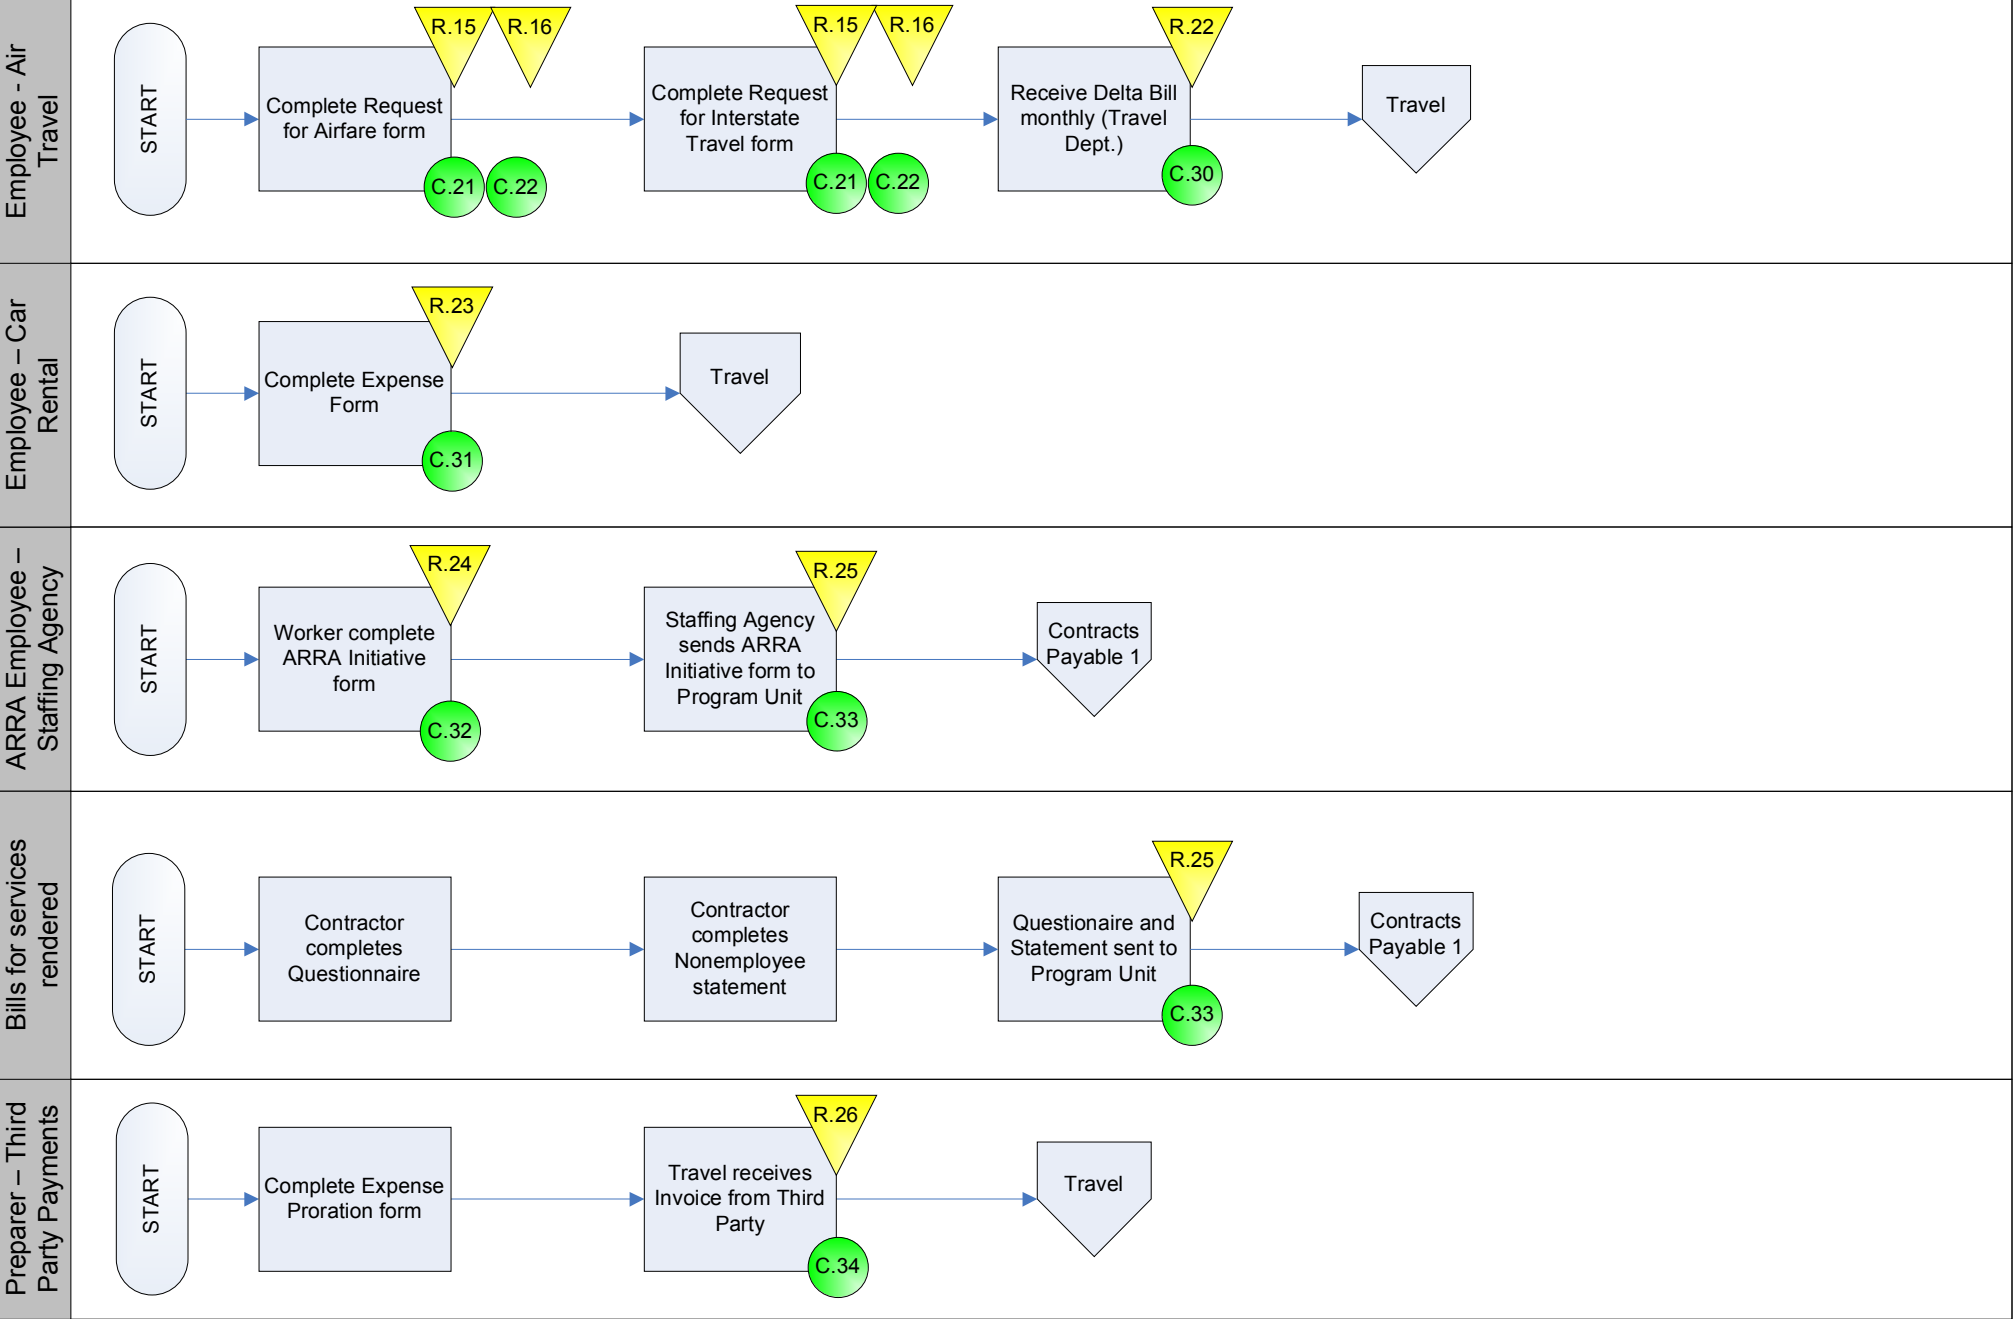 Employee - Air
Travel
START
Complete Request
for Airfare form
R.15
R.16
C.21
C.22
Complete Request
for Interstate
Travel form
R.15
R.16
C.21
C.22
Receive Delta Bill
monthly (Travel
Dept.)
R.22
C.30
Travel
Employee – Car
Rental
START
Complete Expense
Form
R.23
C.31
Travel
ARRA Employee –
Staffing Agency
START
Worker complete
ARRA Initiative
form
R.24
C.32
Staffing Agency
sends ARRA
Initiative form to
Program Unit
R.25
C.33
Contracts
Payable 1
Bills for services
rendered
START
Contractor
completes
Questionnaire
Contractor
completes
Nonemployee
statement
Questionaire and
Statement sent to
Program Unit
R.25
C.33
Contracts
Payable 1
Preparer – Third
Party Payments
START
Complete Expense
Proration form
Travel receives
Invoice from Third
Party
R.26
C.34
Travel